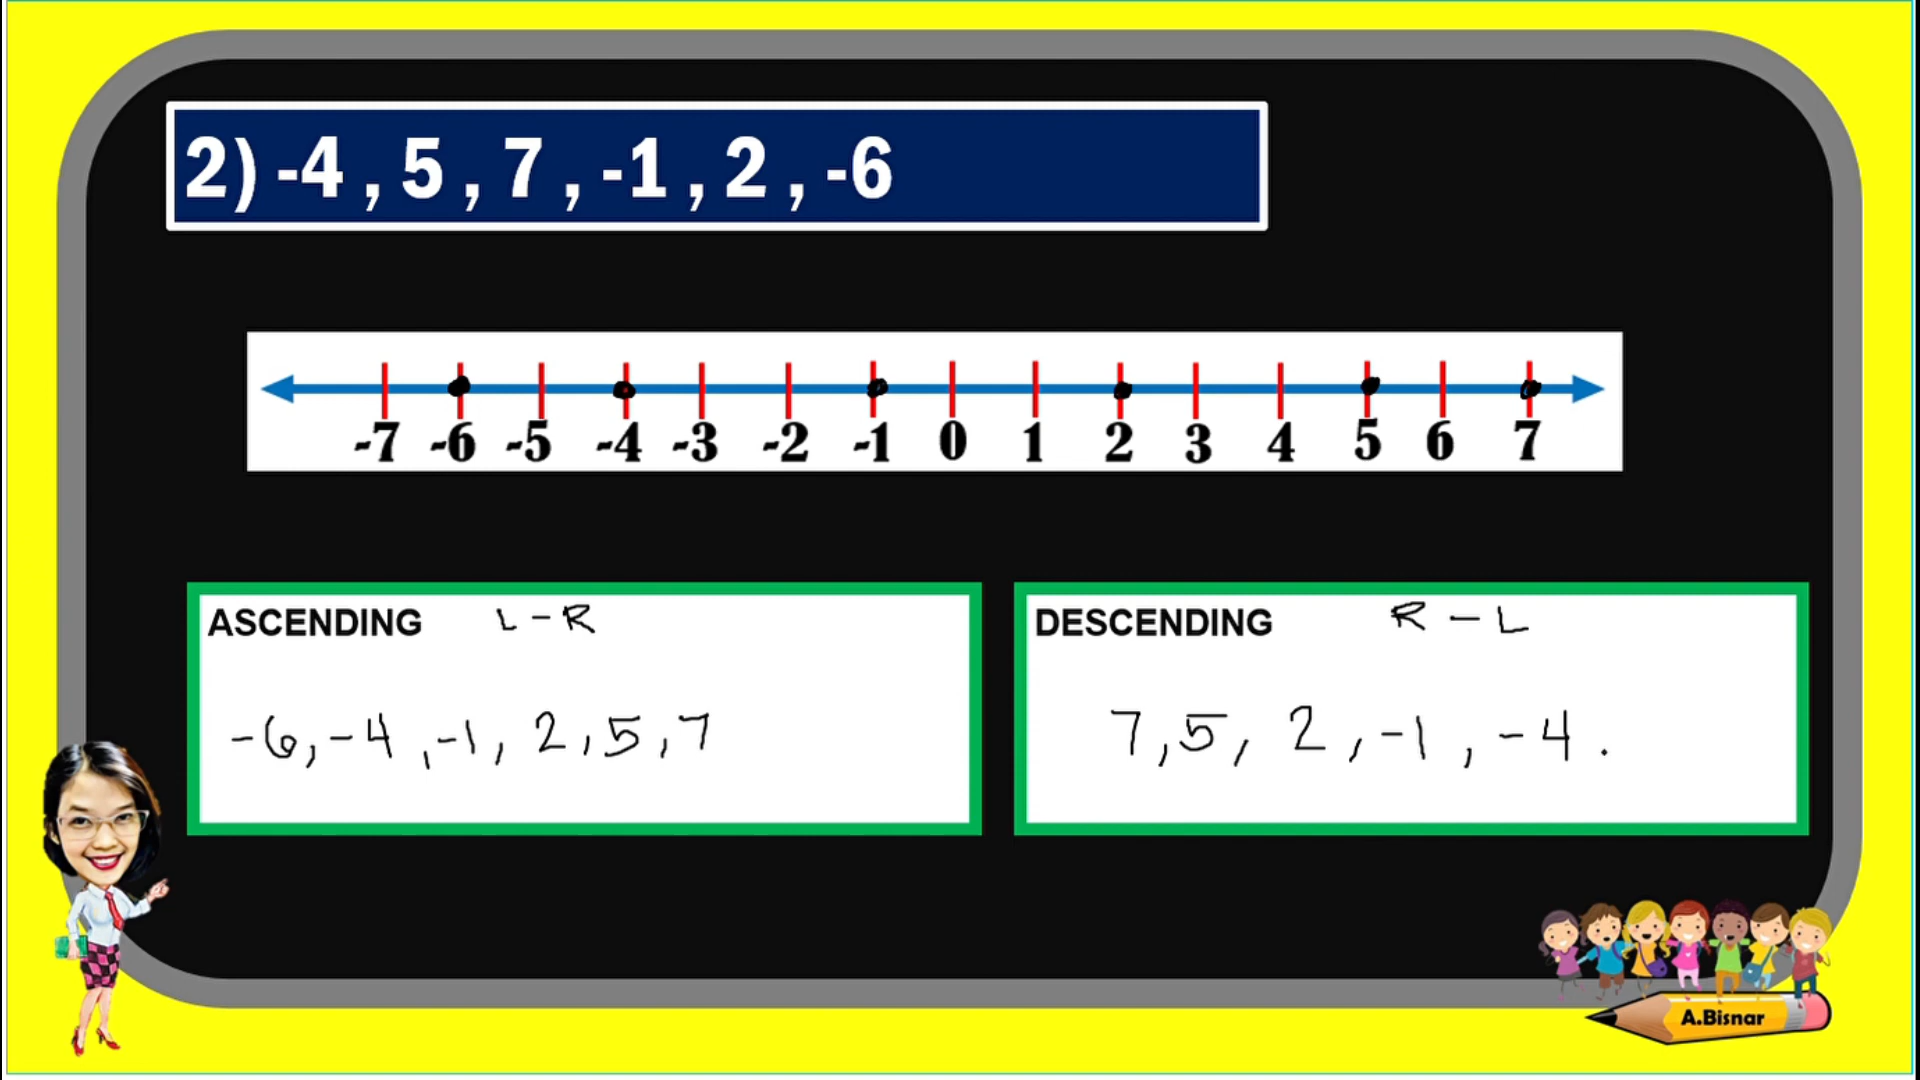 2) -4 , 5 , 7 , -1 , 2 , -6
-7 -6 -5 -4 -3 -2 -1 0 1 2 3 4 5 6 7
ASCENDING L - R
-6, -4 , -1, 2 , 5 , 7
DESCENDING R - L
7 , 5 , 2 , -1 , -4 .
A.Bisnar